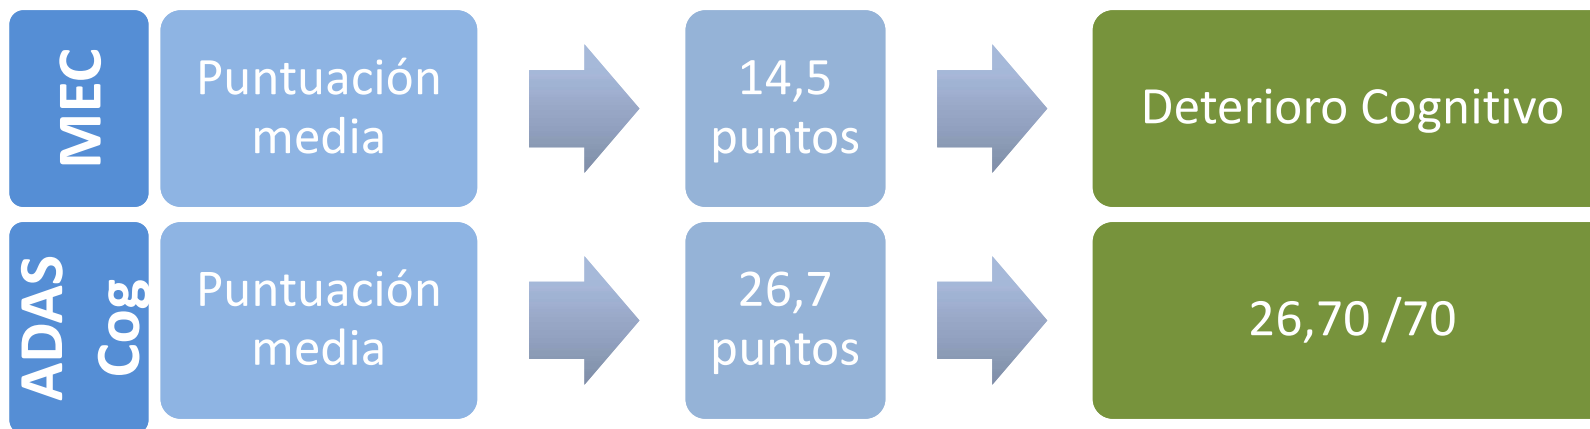 MEC
Puntuación
media
14,5
puntos
Deterioro Cognitivo
ADAS
Cog
Puntuación
media
26,7
puntos
26,70 /70